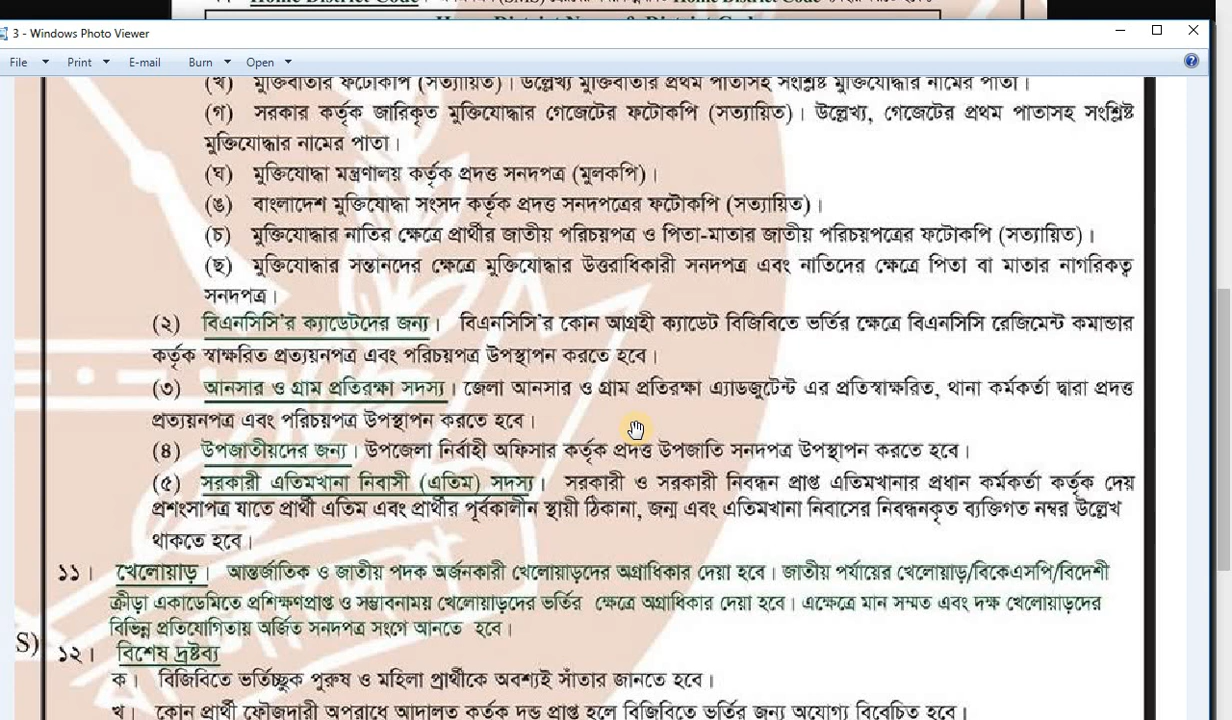 3 - Windows Photo Viewer
File Print E-mail Burn Open
(খ) মুক্তিবার্তার ফটোকপি (সত্যায়িত)। উল্লেখ্য মুক্তিবার্তার প্রথম পাতাসহ সংশ্লিষ্ট মুক্তিযোদ্ধার নামের পাতা।
(গ) সরকার কর্তৃক জারিকৃত মুক্তিযোদ্ধার গেজেটের ফটোকপি (সত্যায়িত)। উল্লেখ্য, গেজেটের প্রথম পাতাসহ সংশ্লিষ্ট
মুক্তিযোদ্ধার নামের পাতা।
(ঘ) মুক্তিযোদ্ধা মন্ত্রণালয় কর্তৃক প্রদত্ত সনদপত্র (মুলকপি)।
(ঙ) বাংলাদেশ মুক্তিযোদ্ধা সংসদ কর্তৃক প্রদত্ত সনদপত্রের ফটোকপি (সত্যায়িত)।
(চ) মুক্তিযোদ্ধার নাতির ক্ষেত্রে প্রার্থীর জাতীয় পরিচয়পত্র ও পিতা-মাতার জাতীয় পরিচয়পত্রের ফটোকপি (সত্যায়িত)।
(ছ) মুক্তিযোদ্ধার সন্তানদের ক্ষেত্রে মুক্তিযোদ্ধার উত্তরাধিকারী সনদপত্র এবং নাতিদের ক্ষেত্রে পিতা বা মাতার নাগরিকত্ব
সনদপত্র।
(২) বিএনসিসি'র ক্যাডেটদের জন্য। বিএনসিসি'র কোন আগ্রহী ক্যাডেট বিজিবিতে ভর্তির ক্ষেত্রে বিএনসিসি রেজিমেন্ট কমান্ডার
কর্তৃক স্বাক্ষরিত প্রত্যয়নপত্র এবং পরিচয়পত্র উপস্থাপন করতে হবে।
(৩) আনসার ও গ্রাম প্রতিরক্ষা সদস্য। জেলা আনসার ও গ্রাম প্রতিরক্ষা এ্যাডজুটেন্ট এর প্রতিস্বাক্ষরিত, থানা কর্মকর্তা দ্বারা প্রদত্ত
প্রত্যয়নপত্র এবং পরিচয়পত্র উপস্থাপন করতে হবে।
(৪) উপজাতীয়দের জন্য। উপজেলা নির্বাহী অফিসার কর্তৃক প্রদত্ত উপজাতি সনদপত্র উপস্থাপন করতে হবে।
(৫) সরকারী এতিমখানা নিবাসী (এতিম) সদস্য। সরকারী ও সরকারী নিবন্ধন প্রাপ্ত এতিমখানার প্রধান কর্মকর্তা কর্তৃক দেয়
প্রশংসাপত্র যাতে প্রার্থী এতিম এবং প্রার্থীর পূর্বকালীন স্থায়ী ঠিকানা, জন্ম এবং এতিমখানা নিবাসের নিবন্ধনকৃত ব্যক্তিগত নম্বর উল্লেখ
থাকতে হবে।
১১। খেলোয়াড়। আন্তর্জাতিক ও জাতীয় পদক অর্জনকারী খেলোয়াড়দের অগ্রাধিকার দেয়া হবে। জাতীয় পর্যায়ের খেলোয়াড়/বিকেএসপি/বিদেশী
ক্রীড়া একাডেমিতে প্রশিক্ষণপ্রাপ্ত ও সম্ভাবনাময় খেলোয়াড়দের ভর্তির ক্ষেত্রে অগ্রাধিকার দেয়া হবে। এক্ষেত্রে মান সম্মত এবং দক্ষ খেলোয়াড়দের
বিভিন্ন প্রতিযোগিতায় অর্জিত সনদপত্র সংগে আনতে হবে।
S)
১২। বিশেষ দ্রষ্টব্য
ক। বিজিবিতে ভর্তিচ্ছুক পুরুষ ও মহিলা প্রার্থীকে অবশ্যই সাঁতার জানতে হবে।
খ। কোন প্রার্থী ফৌজদারী অপরাধে আদালত কর্তৃক দন্ড প্রাপ্ত হলে বিজিবিতে ভর্তির জন্য অযোগ্য বিবেচিত হবে।